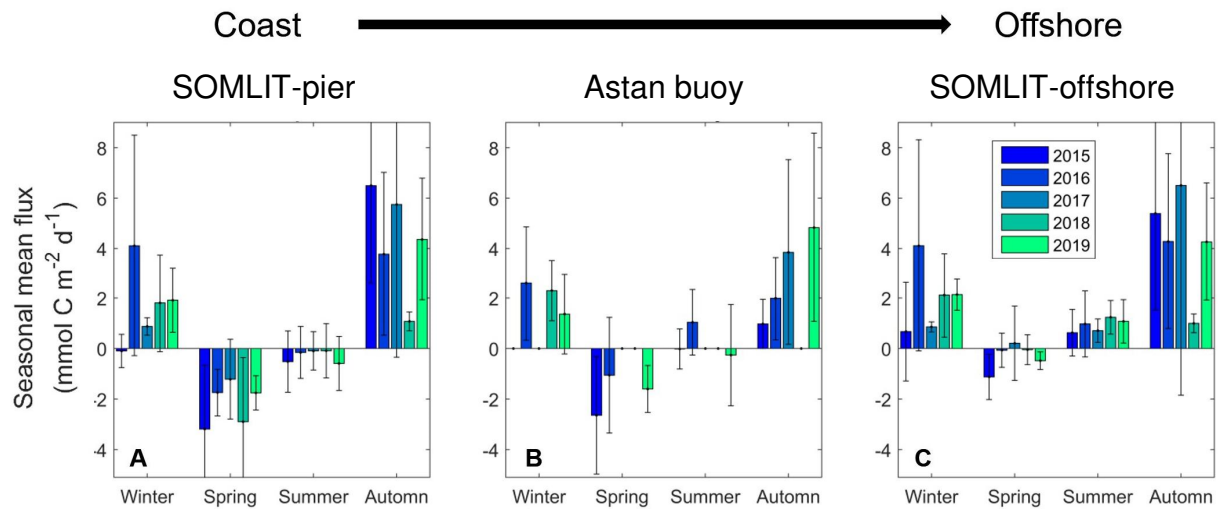 Coast
Offshore
SOMLIT-pier
Astan buoy
SOMLIT-offshore
Seasonal mean flux
(mmol C m⁻² d⁻¹)
8
6
4
2
0
-2
-4
A
Winter Spring Summer Automn
8
6
4
2
0
-2
-4
B
Winter Spring Summer Automn
8
6
4
2
0
-2
-4
2015
2016
2017
2018
2019
C
Winter Spring Summer Automn